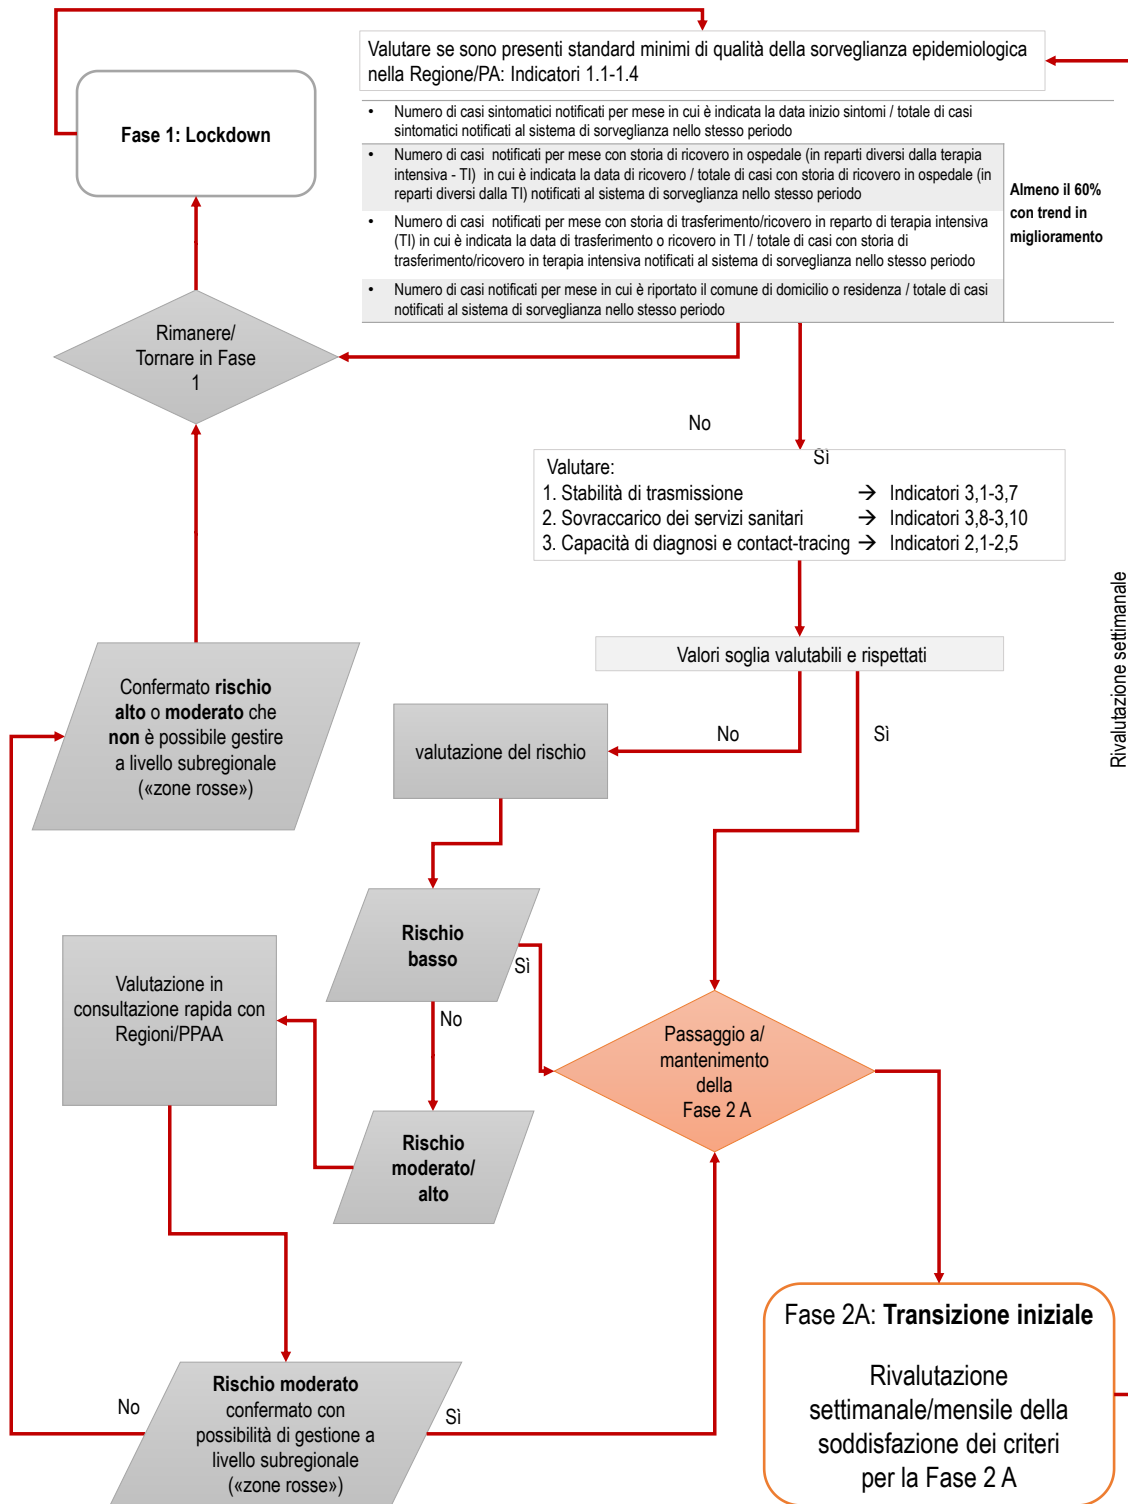 Valutare se sono presenti standard minimi di qualità della sorveglianza epidemiologica
nella Regione/PA: Indicatori 1.1-1.4
Fase 1: Lockdown
• Numero di casi sintomatici notificati per mese in cui è indicata la data inizio sintomi / totale di casi
sintomatici notificati al sistema di sorveglianza nello stesso periodo
• Numero di casi notificati per mese con storia di ricovero in ospedale (in reparti diversi dalla terapia
intensiva - TI) in cui è indicata la data di ricovero / totale di casi con storia di ricovero in ospedale (in
reparti diversi dalla TI) notificati al sistema di sorveglianza nello stesso periodo
• Numero di casi notificati per mese con storia di trasferimento/ricovero in reparto di terapia intensiva
(TI) in cui è indicata la data di trasferimento o ricovero in TI / totale di casi con storia di
trasferimento/ricovero in terapia intensiva notificati al sistema di sorveglianza nello stesso periodo
• Numero di casi notificati per mese in cui è riportato il comune di domicilio o residenza / totale di casi
notificati al sistema di sorveglianza nello stesso periodo
Almeno il 60%
con trend in
miglioramento
Rimanere/
Tornare in Fase
1
No
Sì
Valutare:
1. Stabilità di trasmissione → Indicatori 3,1-3,7
2. Sovraccarico dei servizi sanitari → Indicatori 3,8-3,10
3. Capacità di diagnosi e contact-tracing → Indicatori 2,1-2,5
Rivalutazione settimanale
Valori soglia valutabili e rispettati
Confermato rischio
alto o moderato che
non è possibile gestire
a livello subregionale
(«zone rosse»)
No
Sì
valutazione del rischio
Rischio
basso
Sì
No
Valutazione in
consultazione rapida con
Regioni/PPAA
Passaggio a/
mantenimento
della
Fase 2 A
Rischio
moderato/
alto
Fase 2A: Transizione iniziale
Rivalutazione
settimanale/mensile della
soddisfazione dei criteri
per la Fase 2 A
No
Rischio moderato
confermato con
possibilità di gestione a
livello subregionale
(«zone rosse»)
Sì